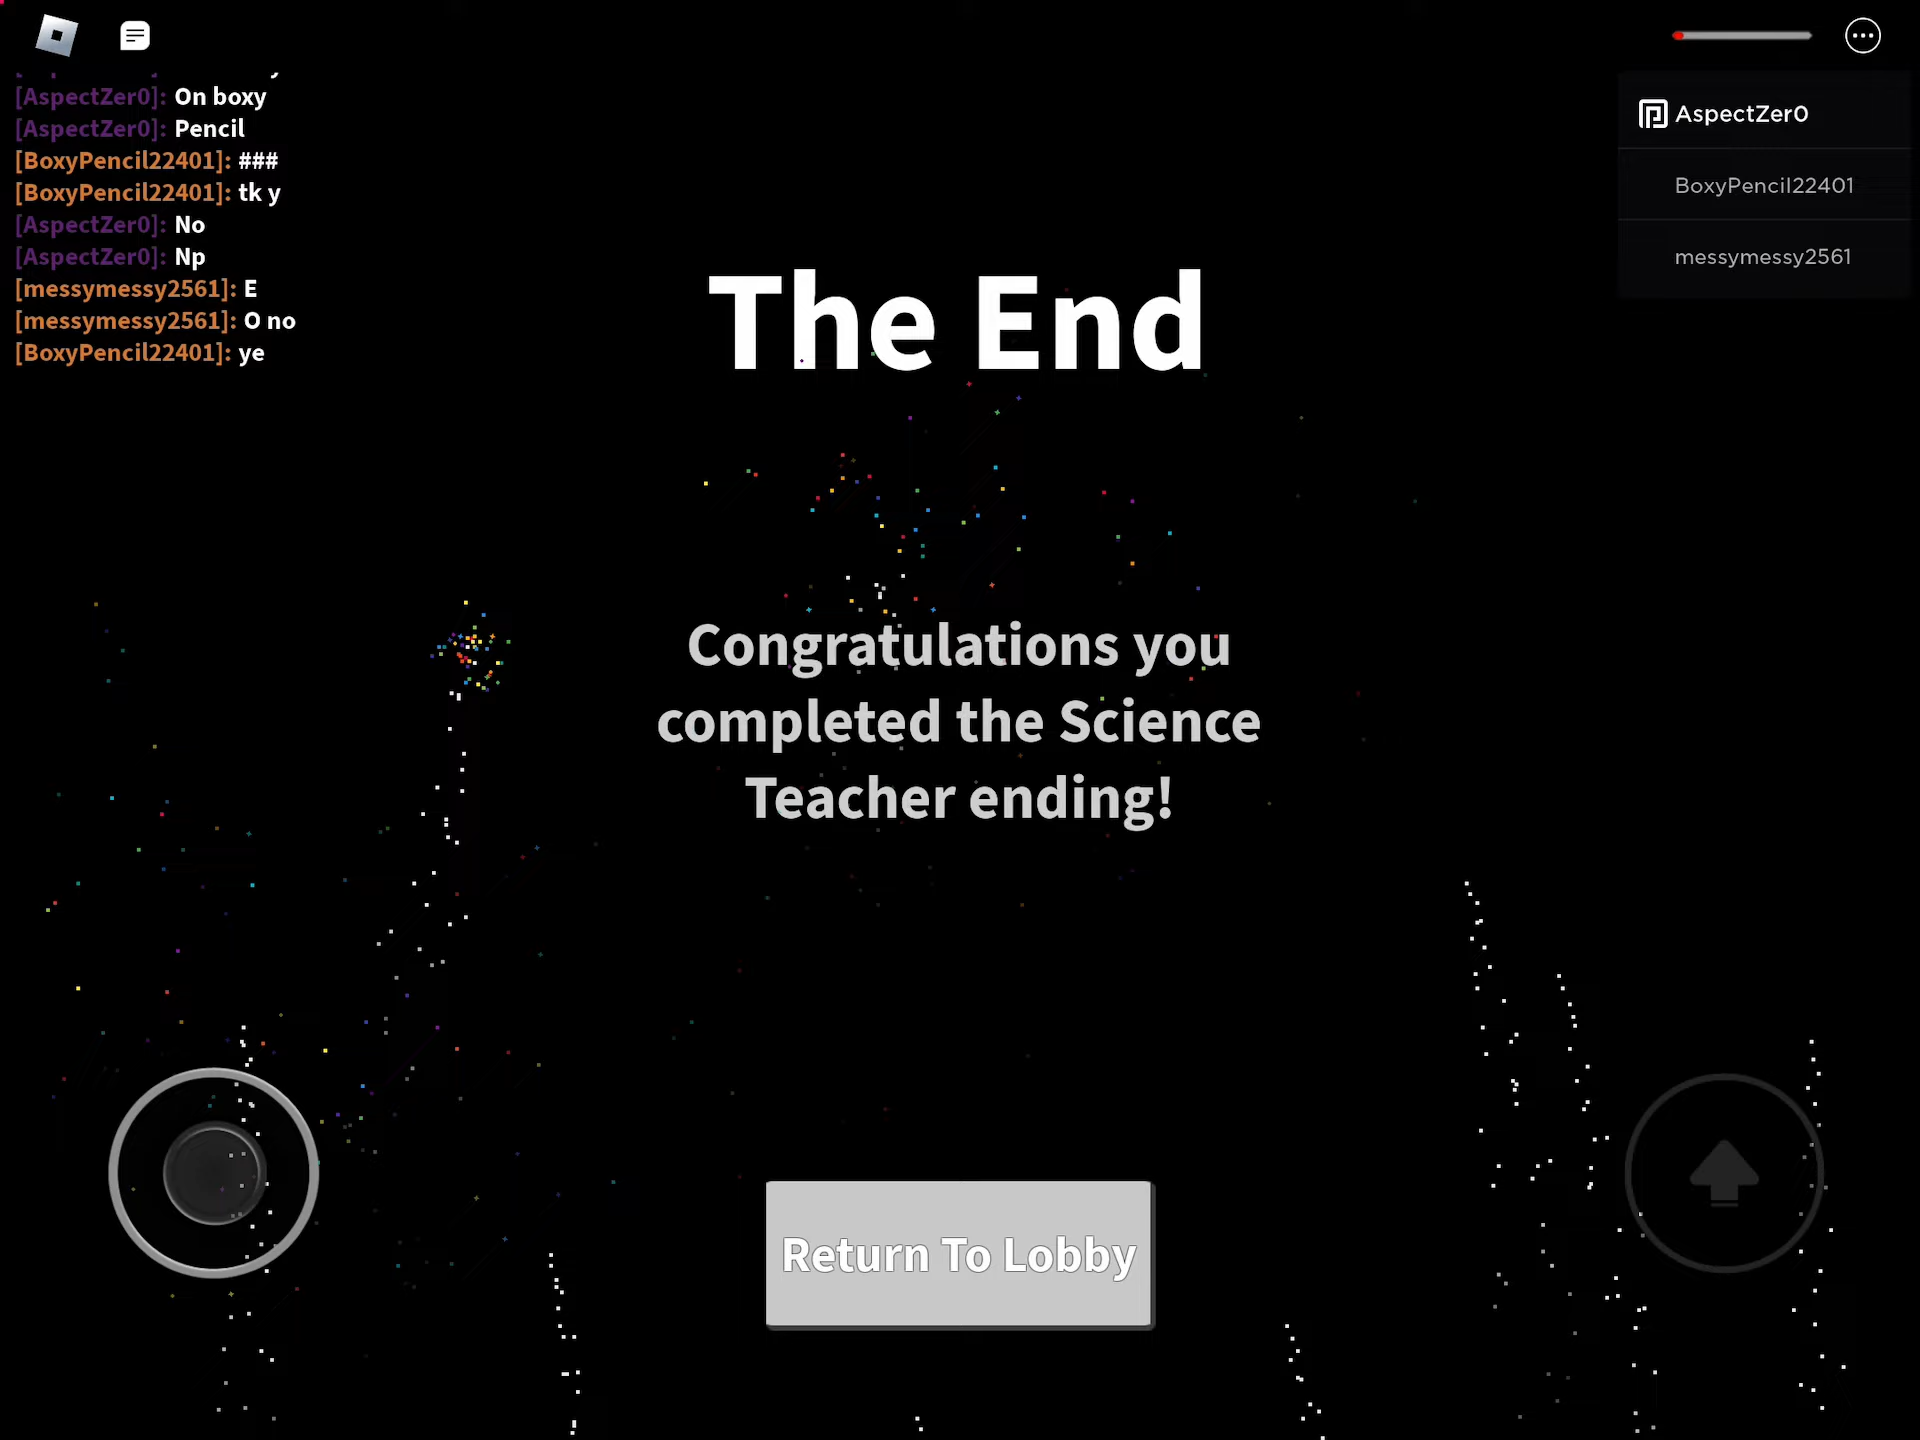 [AspectZer0]: On boxy
[AspectZer0]: Pencil
[BoxyPencil22401]: ###
[BoxyPencil22401]: tk y
[AspectZer0]: No
[AspectZer0]: Np
[messymessy2561]: E
[messymessy2561]: O no
[BoxyPencil22401]: ye
AspectZer0
BoxyPencil22401
messymessy2561
The End
Congratulations you
completed the Science
Teacher ending!
Return To Lobby